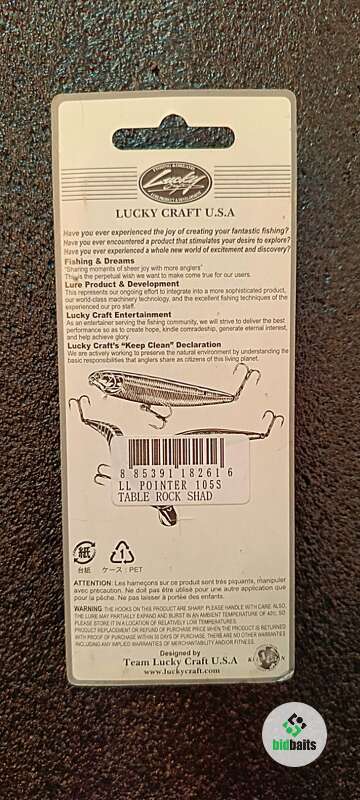 Lucky
LUCKY CRAFT U.S.A
Have you ever experienced the joy of creating your fantastic fishing?
Have you ever encountered a product that stimulates your desire to explore?
Have you ever experienced a whole new world of excitement and discovery?
Fishing & Dreams
"Sharing moments of sheer joy with more anglers"
This is the perpetual wish we want to make come true for our users.
Lure Product & Development
This represents our ongoing effort to integrate into a more sophisticated product,
our world-class machinery technology, and the excellent fishing techniques of the
experienced our pro staff.
Lucky Craft Entertainment
As an entertainer serving the fishing community, we will strive to deliver the best
performance so as to create hope, kindle comradeship, generate eternal interest,
and help achieve glory.
Lucky Craft's "Keep Clean" Declaration
We are actively working to preserve the natural environment by understanding the
basic responsibilities that anglers share as citizens of this living planet.
8 85391 18261 6
LL POINTER 105S
TABLE ROCK SHAD
紙 1
台紙 ケース:PET
ATTENTION: Les hameçons sur ce produit sont très piquants, manipuler
avec précaution. Ne doit pas être utilisé pour une autre application que
pour la pêche. Ne pas laisser à portée des enfants.
WARNING: THE HOOKS ON THIS PRODUCT ARE SHARP. PLEASE HANDLE WITH CARE. ALSO,
THE LURE MAY PARTIALLY EXPAND AND BURST IN AN AMBIENT TEMPERATURE OF 40℃, SO
PLEASE STORE IT IN A LOCATION OF RELATIVELY LOW TEMPERATURES.
PRODUCT REPLACEMENT OR REFUND OF PURCHASE PRICE WHEN THE PRODUCT IS RETURNED
WITH PROOF OF PURCHASE WITHIN 30 DAYS OF PURCHASE. THERE ARE NO OTHER WARRANTIES
INCLUDING ANY IMPLIED WARRANTIES OF MERCHANTABILITY AND/OR FITNESS.
Designed by
Team Lucky Craft U.S.A
www.luckycraft.com
bidbaits